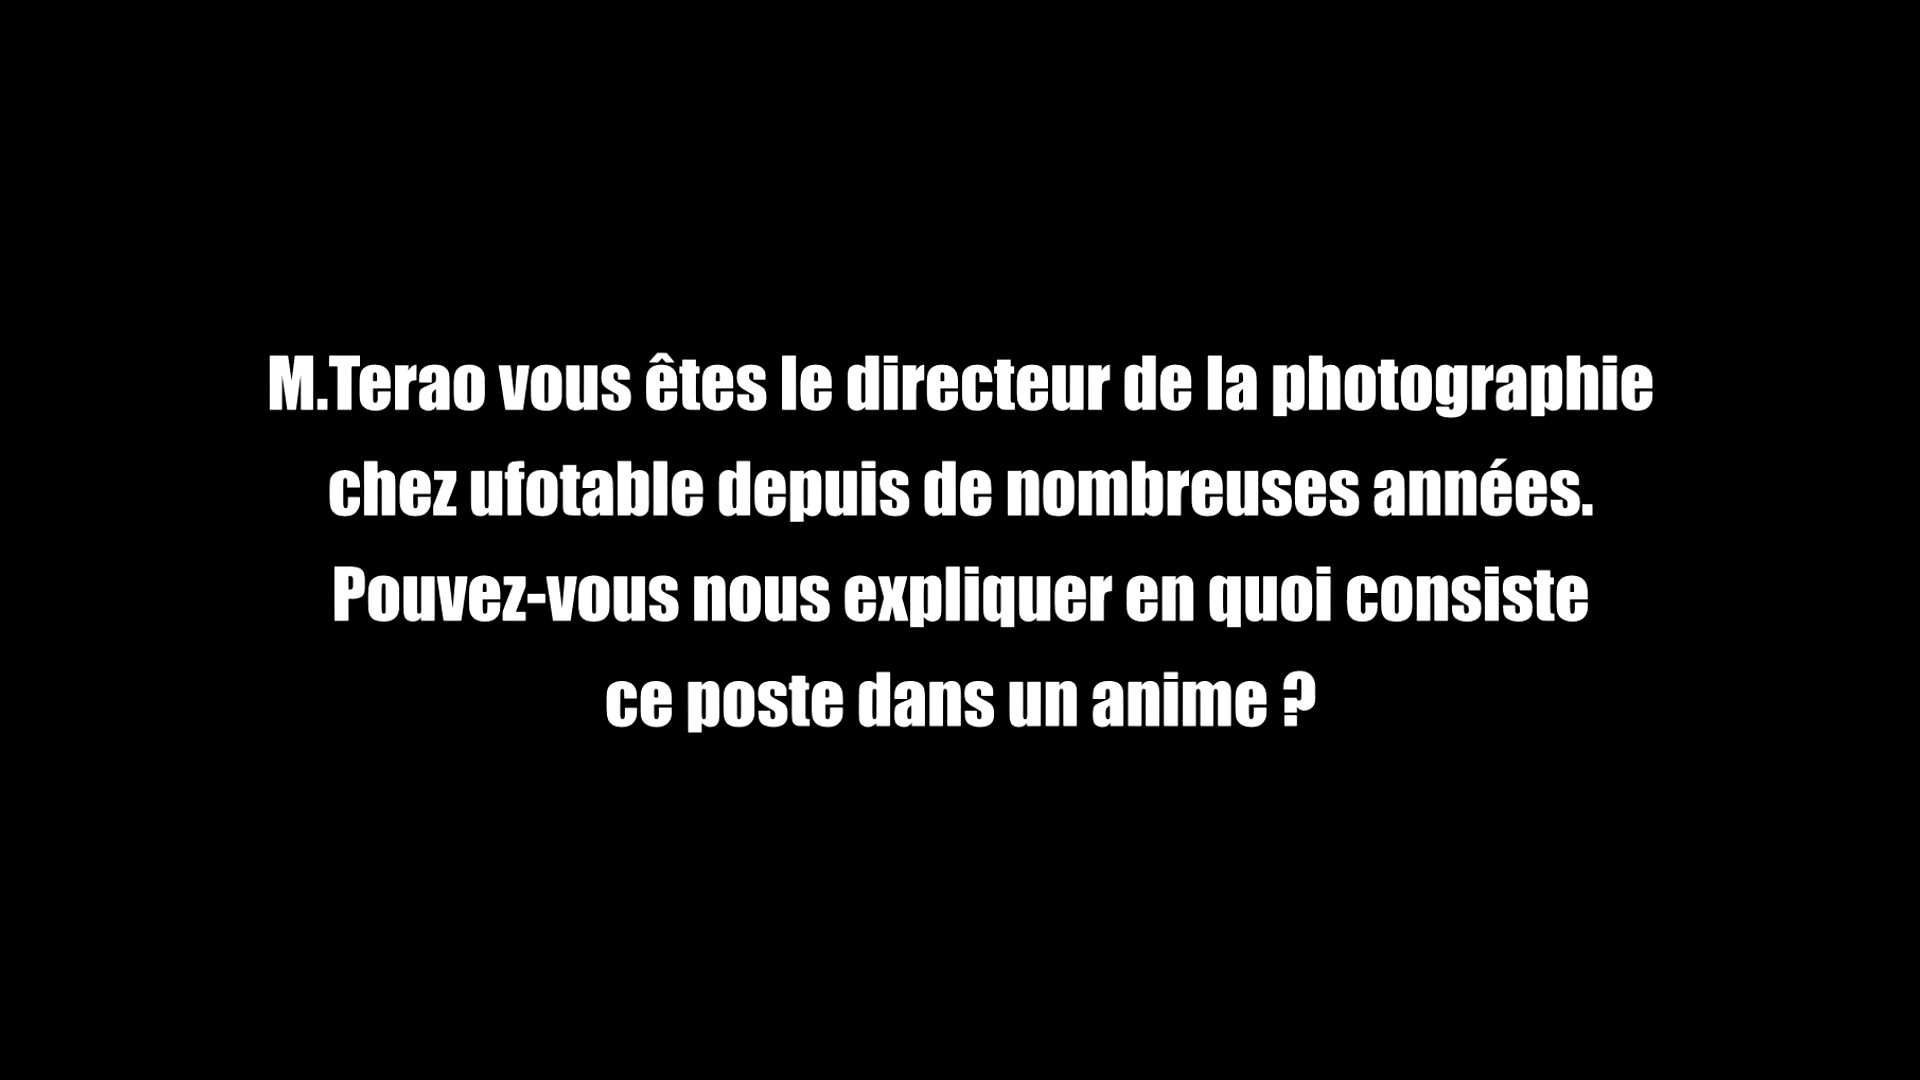 M.Terao vous êtes le directeur de la photographie
chez ufotable depuis de nombreuses années.
Pouvez-vous nous expliquer en quoi consiste
ce poste dans un anime ?